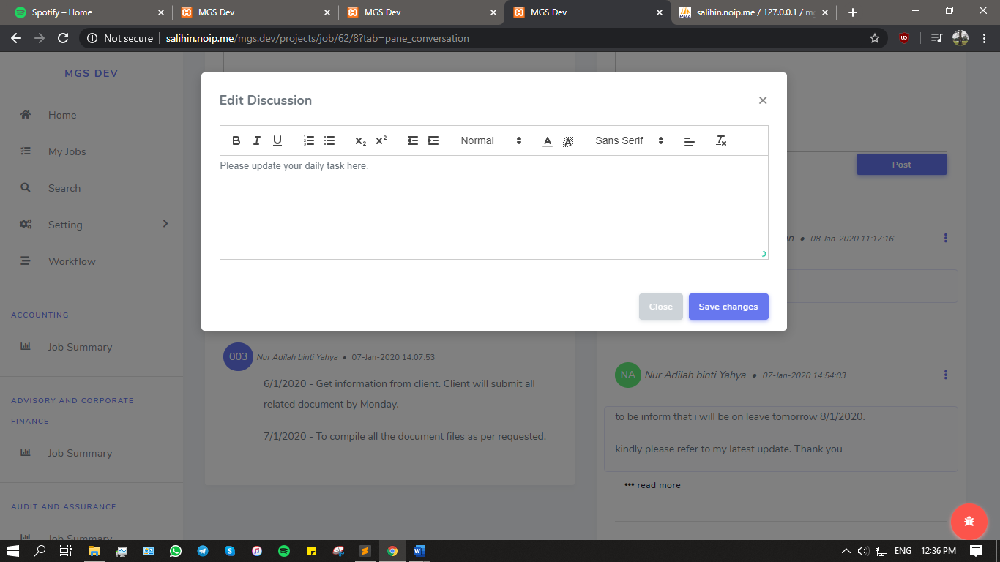 Spotify – Home
MGS Dev
MGS Dev
MGS Dev
salihin.noip.me / 127.0.0.1 /
Not secure
salihin.noip.me/mgs.dev/projects/job/62/8?tab=pane_conversation
MGS DEV
Home
My Jobs
Search
Setting
Workflow
ACCOUNTING
Job Summary
ADVISORY AND CORPORATE
FINANCE
Job Summary
AUDIT AND ASSURANCE
Job Summary
Edit Discussion
×
B I U X₂ X² Normal A A Sans Serif Tx
Please update your daily task here.
Close
Save changes
Post
08-Jan-2020 11:17:16
003
Nur Adilah binti Yahya • 07-Jan-2020 14:07:53
6/1/2020 - Get information from client. Client will submit all
related document by Monday.
7/1/2020 - To compile all the document files as per requested.
NA
Nur Adilah binti Yahya • 07-Jan-2020 14:54:03
to be inform that i will be on leave tomorrow 8/1/2020.
kindly please refer to my latest update. Thank you
••• read more
ENG
12:36 PM